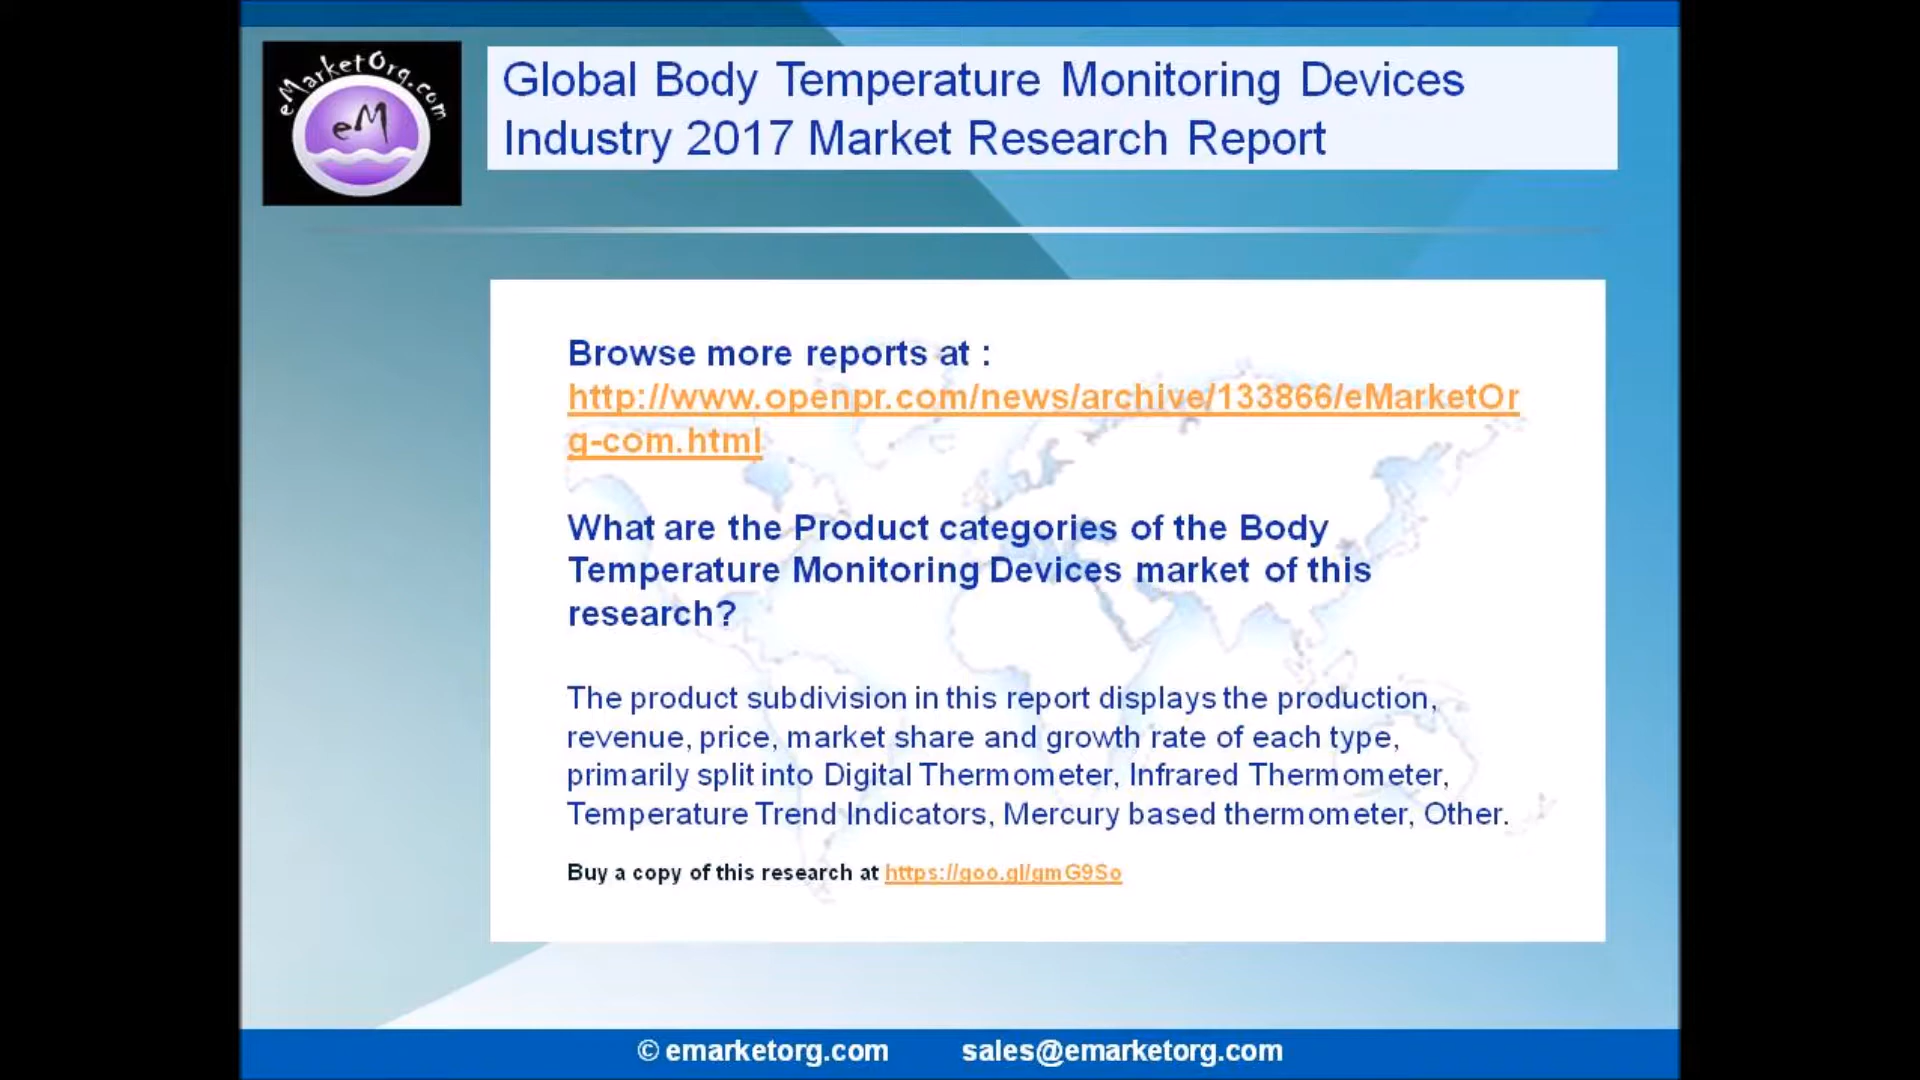 eMarketOrg.com
eM
Global Body Temperature Monitoring Devices
Industry 2017 Market Research Report
Browse more reports at :
http://www.openpr.com/news/archive/133866/eMarketOr
g-com.html
What are the Product categories of the Body
Temperature Monitoring Devices market of this
research?
The product subdivision in this report displays the production,
revenue, price, market share and growth rate of each type,
primarily split into Digital Thermometer, Infrared Thermometer,
Temperature Trend Indicators, Mercury based thermometer, Other.
Buy a copy of this research at https://goo.gl/gmG9So
© emarketorg.com sales@emarketorg.com